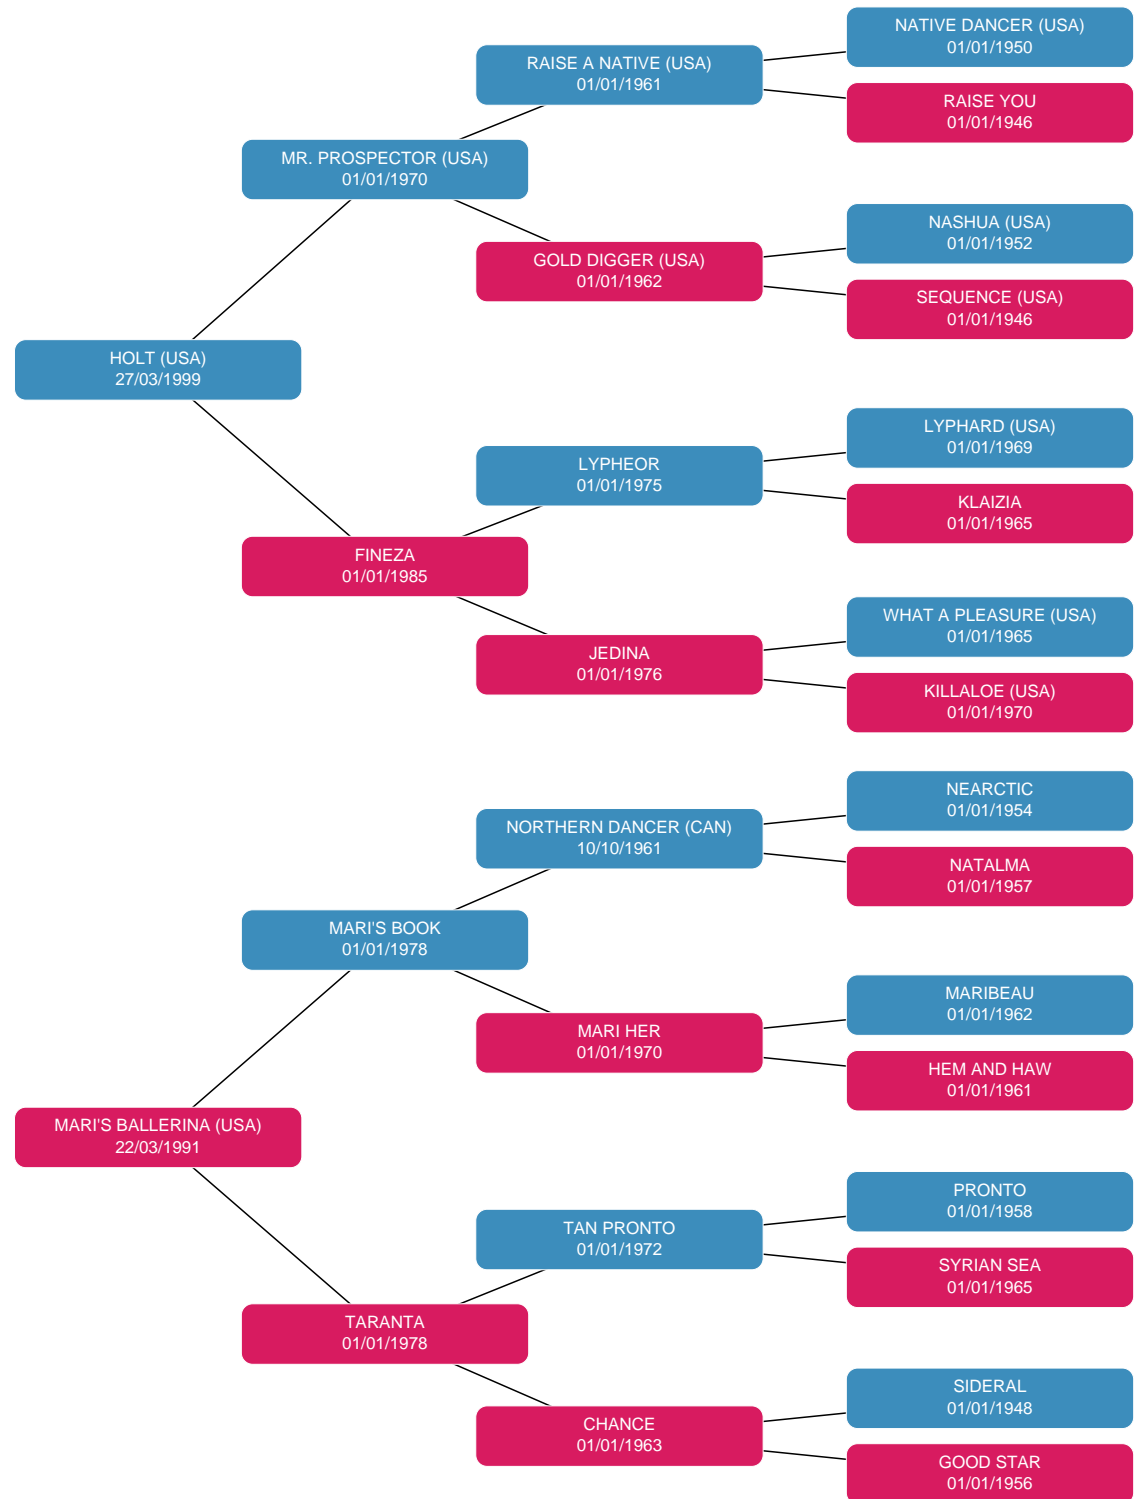 NATIVE DANCER (USA)
01/01/1950
RAISE A NATIVE (USA)
01/01/1961
RAISE YOU
01/01/1946
MR. PROSPECTOR (USA)
01/01/1970
NASHUA (USA)
01/01/1952
GOLD DIGGER (USA)
01/01/1962
SEQUENCE (USA)
01/01/1946
HOLT (USA)
27/03/1999
LYPHARD (USA)
01/01/1969
LYPHEOR
01/01/1975
KLAIZIA
01/01/1965
FINEZA
01/01/1985
WHAT A PLEASURE (USA)
01/01/1965
JEDINA
01/01/1976
KILLALOE (USA)
01/01/1970
NEARCTIC
01/01/1954
NORTHERN DANCER (CAN)
10/10/1961
NATALMA
01/01/1957
MARI'S BOOK
01/01/1978
MARIBEAU
01/01/1962
MARI HER
01/01/1970
HEM AND HAW
01/01/1961
MARI'S BALLERINA (USA)
22/03/1991
PRONTO
01/01/1958
TAN PRONTO
01/01/1972
SYRIAN SEA
01/01/1965
TARANTA
01/01/1978
SIDERAL
01/01/1948
CHANCE
01/01/1963
GOOD STAR
01/01/1956